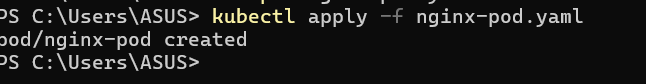 PS C:\Users\ASUS> kubectl apply -f nginx-pod.yaml
pod/nginx-pod created
PS C:\Users\ASUS>